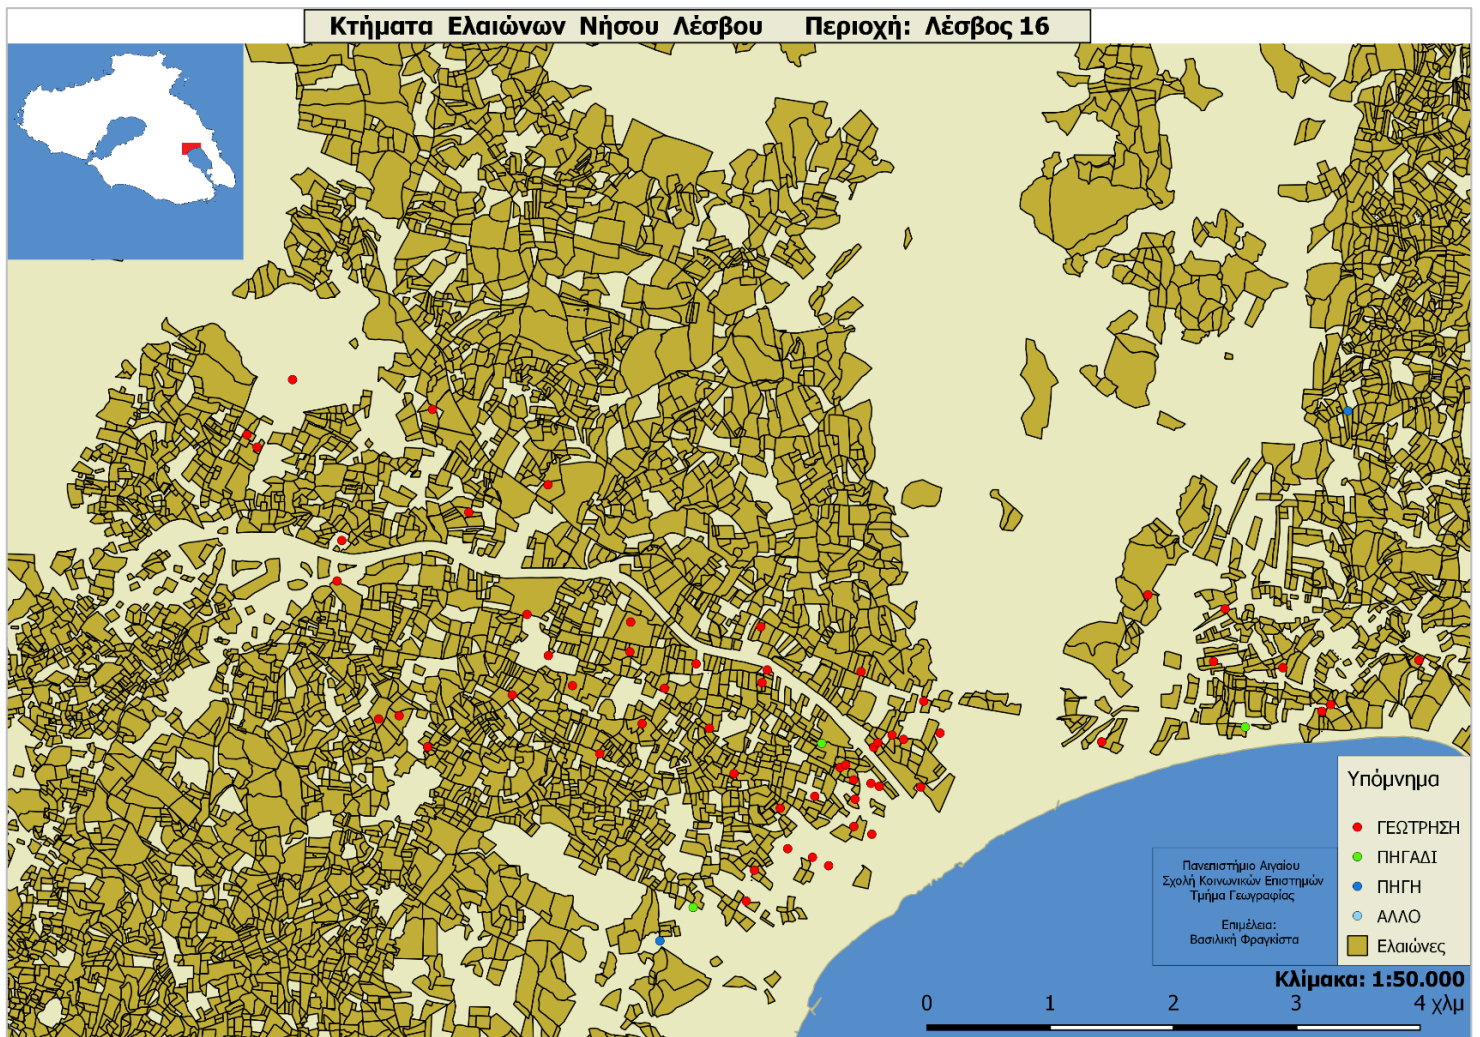 Κτήματα Ελαιώνων Νήσου Λέσβου Περιοχή: Λέσβος 16
Υπόμνημα
ΓΕΩΤΡΗΣΗ
ΠΗΓΑΔΙ
ΠΗΓΗ
ΑΛΛΟ
Ελαιώνες
Πανεπιστήμιο Αιγαίου
Σχολή Κοινωνικών Επιστημών
Τμήμα Γεωγραφίας
Επιμέλεια:
Βασιλική Φραγκίστα
Κλίμακα: 1:50.000
0 1 2 3 4 χλμ